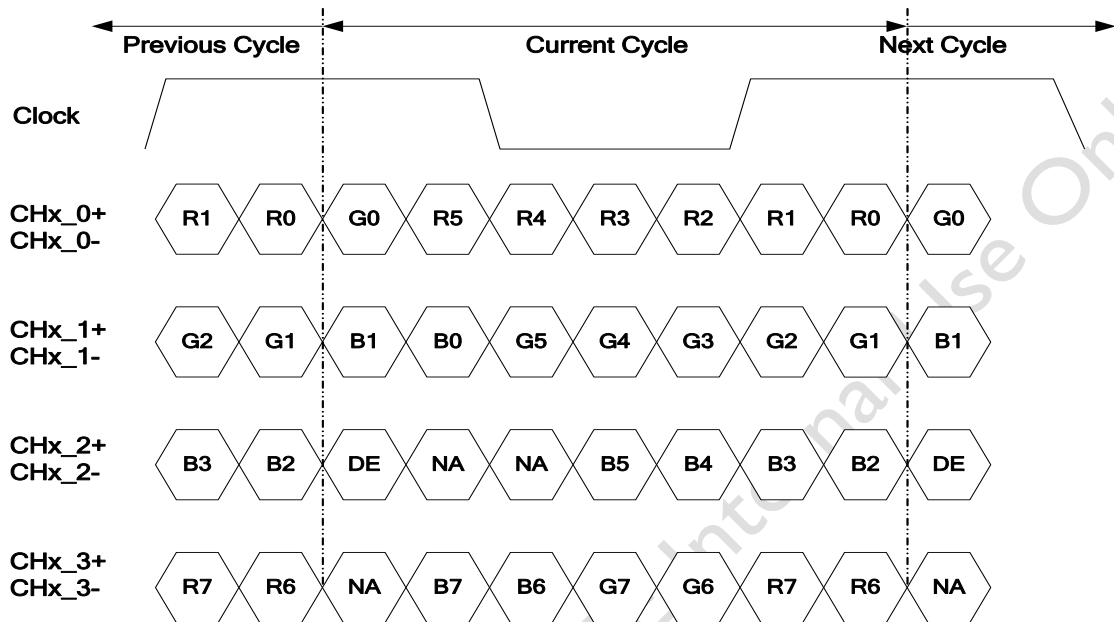 Previous Cycle Current Cycle Next Cycle
Clock
CHx_0+
CHx_0-
R1 R0 G0 R5 R4 R3 R2 R1 R0 G0
CHx_1+
CHx_1-
G2 G1 B1 B0 G5 G4 G3 G2 G1 B1
CHx_2+
CHx_2-
B3 B2 DE NA NA B5 B4 B3 B2 DE
CHx_3+
CHx_3-
R7 R6 NA B7 B6 G7 G6 R7 R6 NA